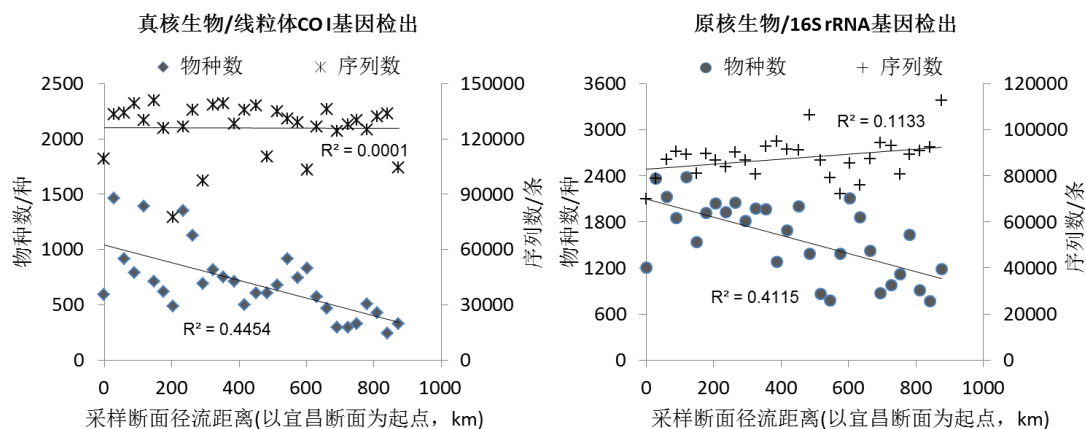 真核生物/线粒体COI基因检出
物种数 序列数
2500
2000
1500
1000
500
0
物种数/种
150000
120000
90000
60000
30000
0
序列数/条
R² = 0.0001
R² = 0.4454
0 200 400 600 800 1000
采样断面径流距离(以宜昌断面为起点，km)
原核生物/16S rRNA基因检出
物种数 序列数
3600
3000
2400
1800
1200
600
0
物种数/种
120000
100000
80000
60000
40000
20000
0
序列数/条
R² = 0.1133
R² = 0.4115
0 200 400 600 800 1000
采样断面径流距离(以宜昌断面为起点，km)